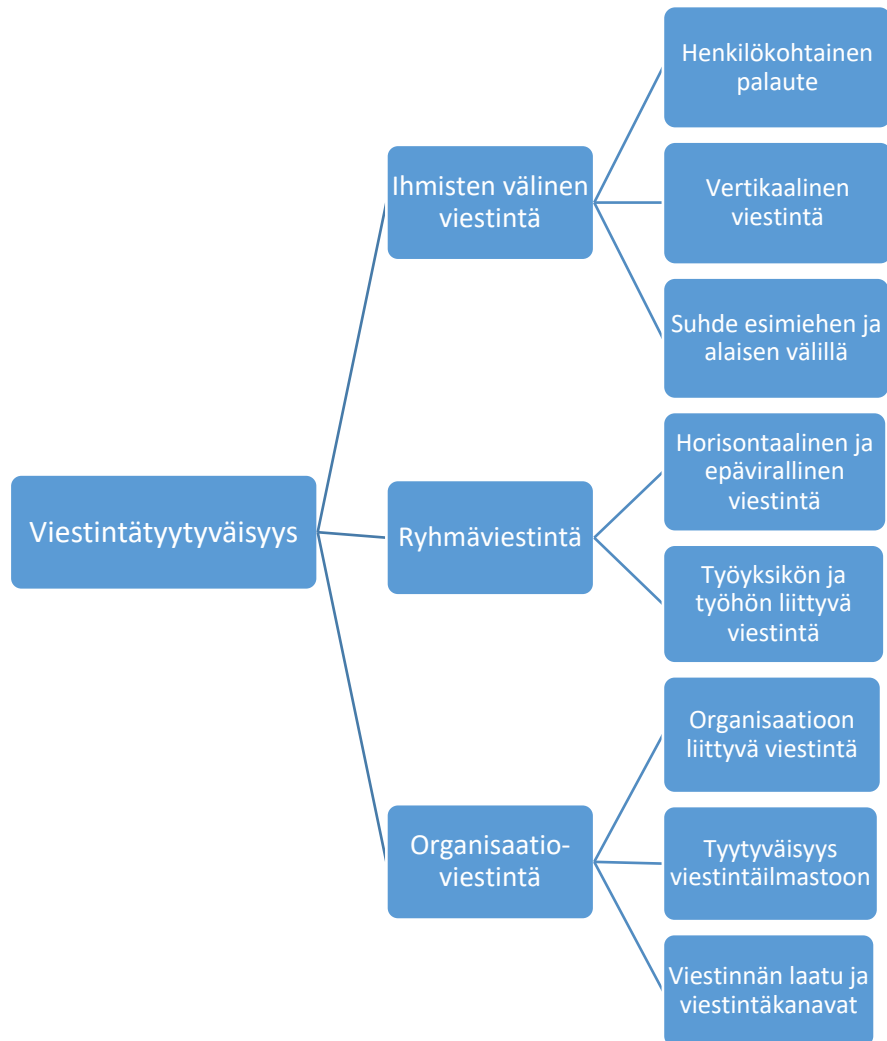 Viestintätyytyväisyys
Ihmisten välinen
viestintä
Henkilökohtainen
palaute
Vertikaalinen
viestintä
Suhde esimiehen ja
alaisen välillä
Ryhmäviestintä
Horisontaalinen ja
epävirallinen
viestintä
Työyksikön ja
työhön liittyvä
viestintä
Organisaatio-
viestintä
Organisaatioon
liittyvä viestintä
Tyytyväisyys
viestintäilmastoon
Viestinnän laatu ja
viestintäkanavat